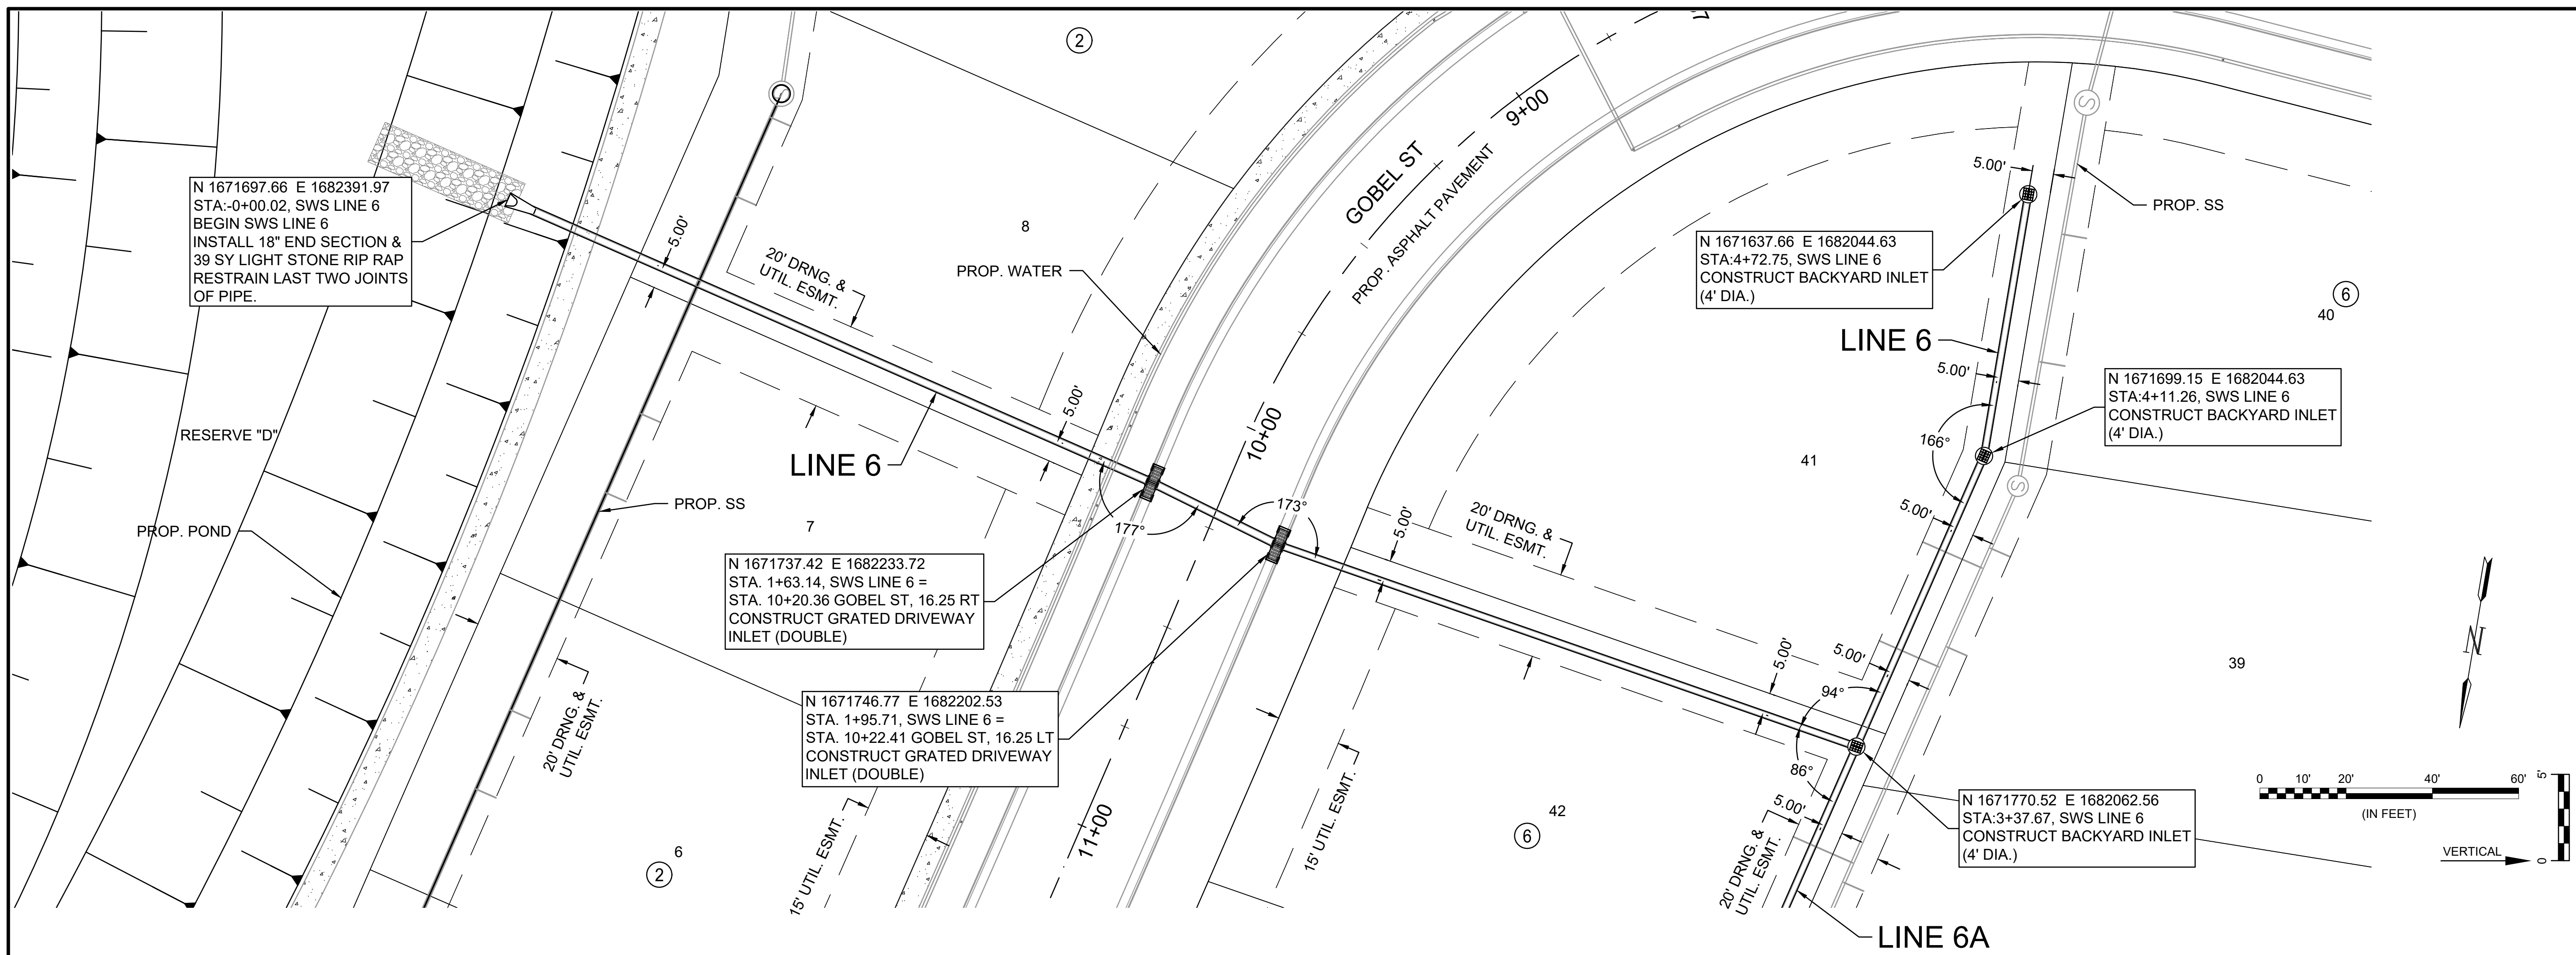 2
7
9+00
GOBEL ST
PROP. ASPHALT PAVEMENT
S
5.00'
PROP. SS
N 1671697.66 E 1682391.97
STA:-0+00.02, SWS LINE 6
BEGIN SWS LINE 6
INSTALL 18" END SECTION &
39 SY LIGHT STONE RIP RAP
RESTRAIN LAST TWO JOINTS
OF PIPE.
5.00'
20' DRNG. &
UTIL. ESMT.
8
PROP. WATER
N 1671637.66 E 1682044.63
STA:4+72.75, SWS LINE 6
CONSTRUCT BACKYARD INLET
(4' DIA.)
6
40
LINE 6
5.00'
N 1671699.15 E 1682044.63
STA:4+11.26, SWS LINE 6
CONSTRUCT BACKYARD INLET
(4' DIA.)
166°
RESERVE "D"
5.00'
10+00
LINE 6
41
S
PROP. SS
7
177°
173°
5.00'
20' DRNG. &
UTIL. ESMT.
5.00'
PROP. POND
N 1671737.42 E 1682233.72
STA. 1+63.14, SWS LINE 6 =
STA. 10+20.36 GOBEL ST, 16.25 RT
CONSTRUCT GRATED DRIVEWAY
INLET (DOUBLE)
5.00'
5.00'
94°
39
N
20' DRNG. &
UTIL. ESMT.
N 1671746.77 E 1682202.53
STA. 1+95.71, SWS LINE 6 =
STA. 10+22.41 GOBEL ST, 16.25 LT
CONSTRUCT GRATED DRIVEWAY
INLET (DOUBLE)
86°
5.00'
N 1671770.52 E 1682062.56
STA:3+37.67, SWS LINE 6
CONSTRUCT BACKYARD INLET
(4' DIA.)
0 10' 20' 40' 60'
(IN FEET)
5'
0
VERTICAL
6
2
15' UTIL. ESMT.
11+00
15' UTIL. ESMT.
6
42
20' DRNG. &
UTIL. ESMT.
LINE 6A